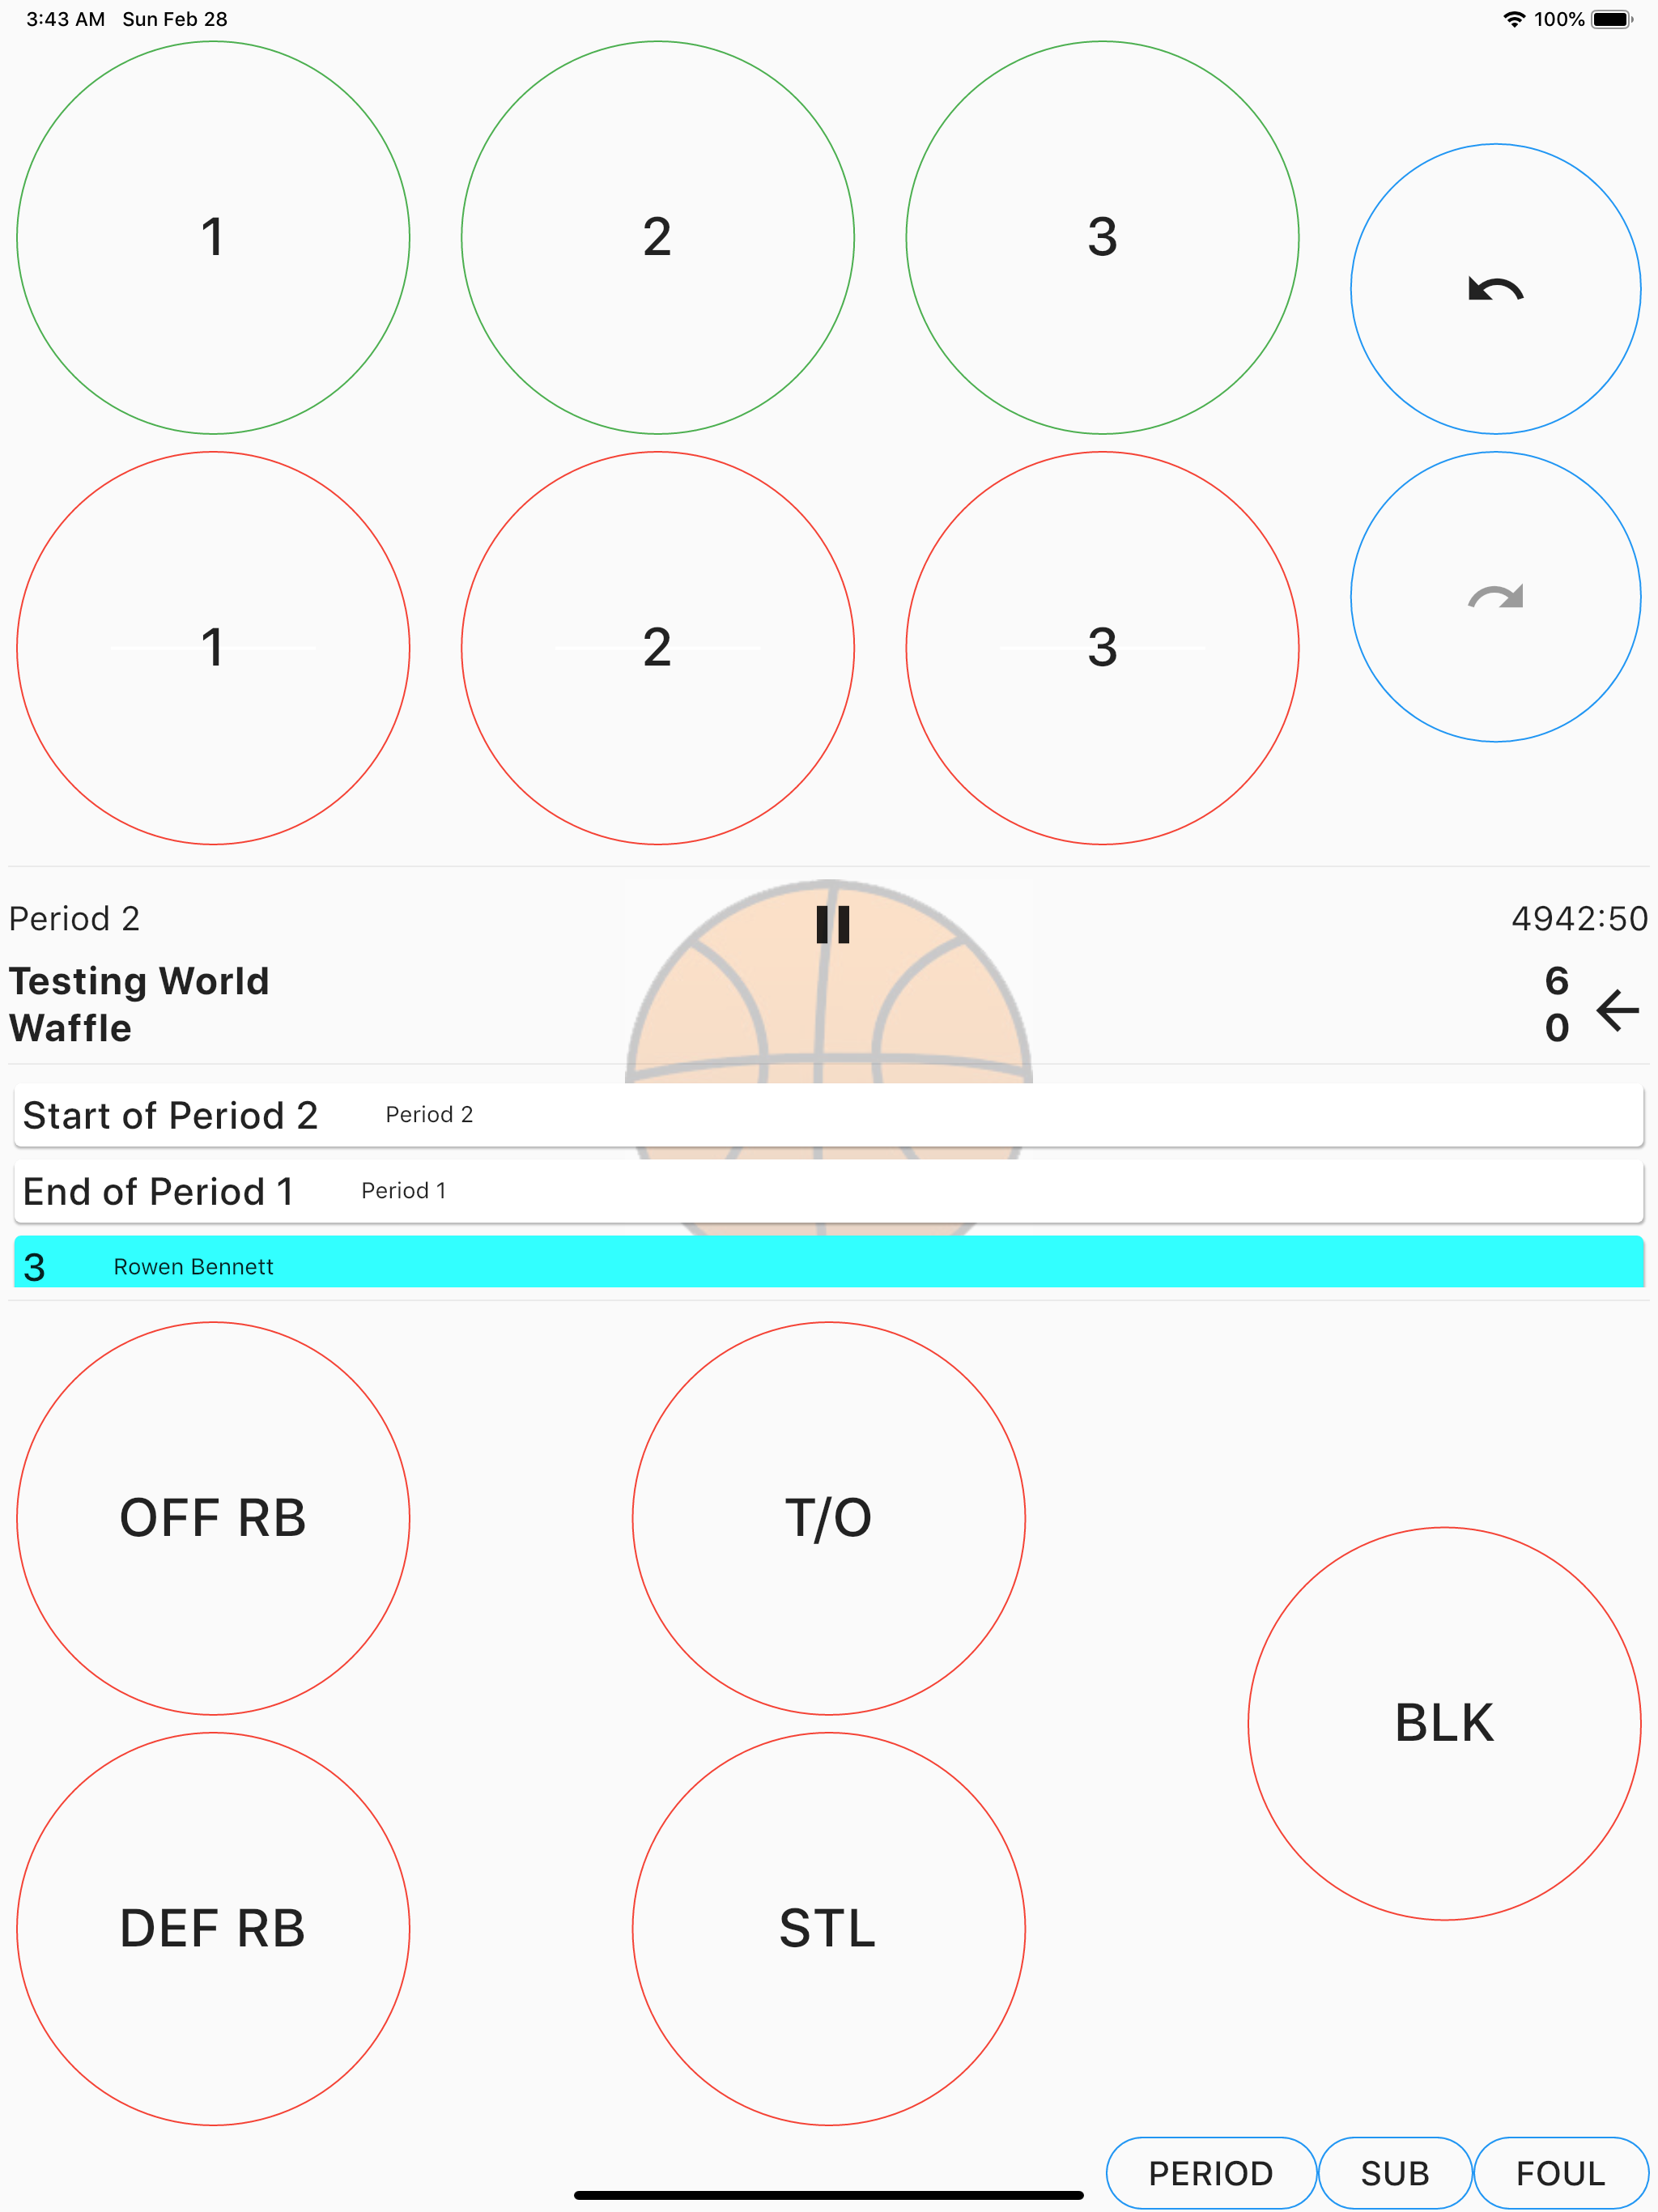 3:43 AM Sun Feb 28 100%
1 2 3
1 2 3
Period 2 4942:50
Testing World 6
Waffle 0
Start of Period 2 Period 2
End of Period 1 Period 1
3 Rowen Bennett
OFF RB T/O
BLK
DEF RB STL
PERIOD SUB FOUL